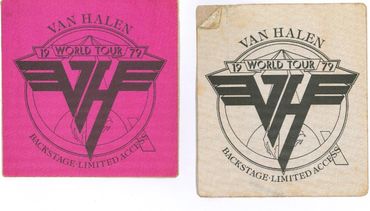 VAN HALEN
19 WORLD TOUR 79
VH
BACKSTAGE·LIMITED ACCESS
VAN HALEN
19 WORLD TOUR 79
VH
BACKSTAGE·LIMITED ACCESS